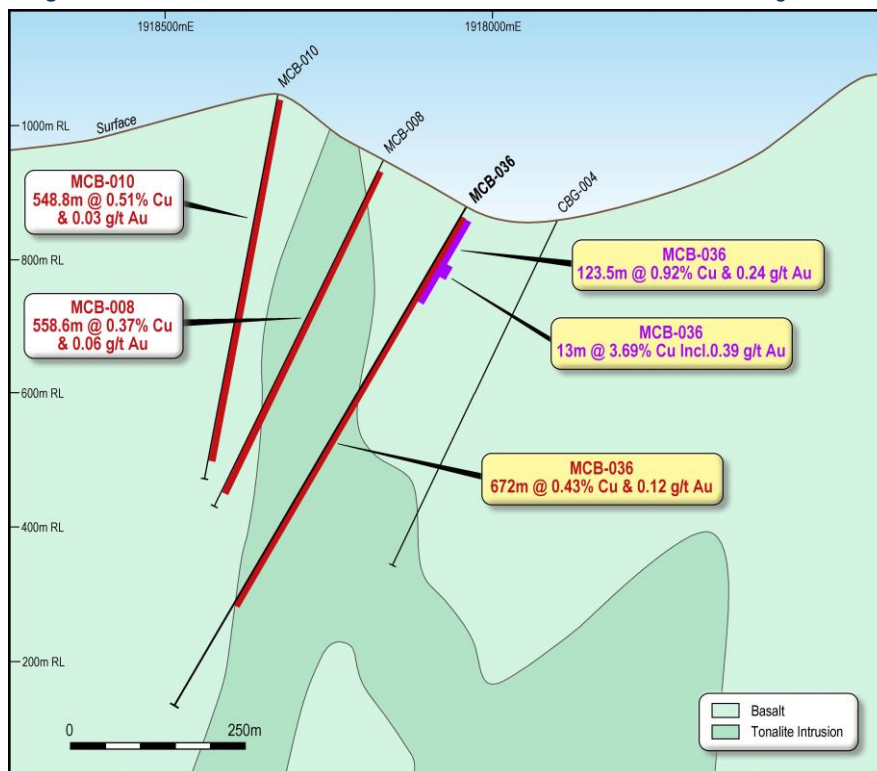 1918500mE
1918000mE
MCB-010
MCB-008
MCB-036
CBG-004
Surface
1000m RL
800m RL
600m RL
400m RL
200m RL
MCB-010
548.8m @ 0.51% Cu
& 0.03 g/t Au
MCB-008
558.6m @ 0.37% Cu
& 0.06 g/t Au
MCB-036
123.5m @ 0.92% Cu & 0.24 g/t Au
MCB-036
13m @ 3.69% Cu Incl.0.39 g/t Au
MCB-036
672m @ 0.43% Cu & 0.12 g/t Au
0
250m
Basalt
Tonalite Intrusion